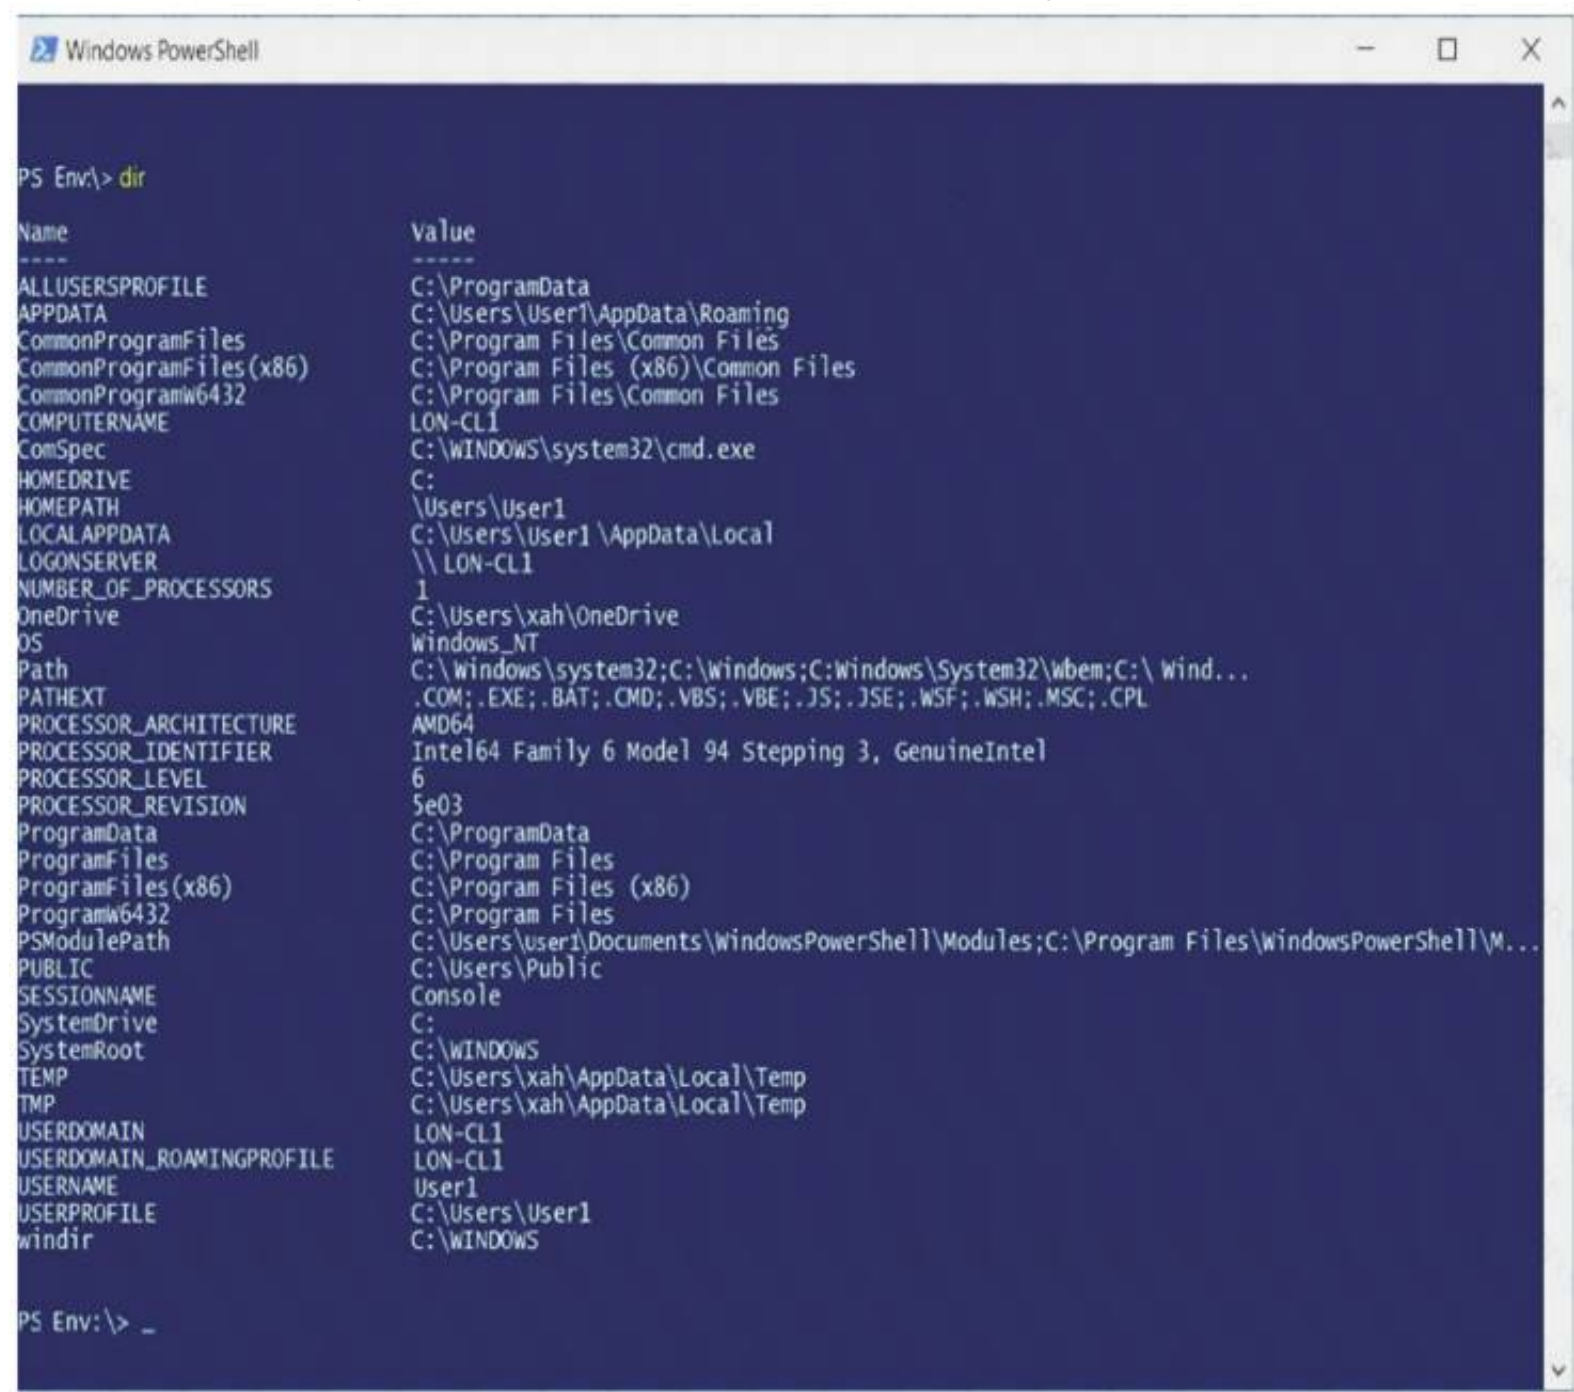 Windows PowerShell
PS Env:\> dir
Name Value
---- -----
ALLUSERSPROFILE C:\ProgramData
APPDATA C:\Users\User1\AppData\Roaming
CommonProgramFiles C:\Program Files\Common Files
CommonProgramFiles(x86) C:\Program Files (x86)\Common Files
CommonProgramW6432 C:\Program Files\Common Files
COMPUTERNAME LON-CL1
ComSpec C:\WINDOWS\system32\cmd.exe
HOMEDRIVE C:
HOMEPATH \Users\User1
LOCALAPPDATA C:\Users\User1 \AppData\Local
LOGONSERVER \\ LON-CL1
NUMBER_OF_PROCESSORS 1
OneDrive C:\Users\xah\OneDrive
OS Windows_NT
Path C:\Windows\system32;C:\Windows;C:Windows\System32\Wbem;C:\ Wind...
PATHEXT .COM;.EXE;.BAT;.CMD;.VBS;.VBE;.JS;.JSE;.WSF;.WSH;.MSC;.CPL
PROCESSOR_ARCHITECTURE AMD64
PROCESSOR_IDENTIFIER Intel64 Family 6 Model 94 Stepping 3, GenuineIntel
PROCESSOR_LEVEL 6
PROCESSOR_REVISION 5e03
ProgramData C:\ProgramData
ProgramFiles C:\Program Files
ProgramFiles(x86) C:\Program Files (x86)
ProgramW6432 C:\Program Files
PSModulePath C:\Users\user1\Documents\WindowsPowerShell\Modules;C:\Program Files\WindowsPowerShell\M...
PUBLIC C:\Users\Public
SESSIONNAME Console
SystemDrive C:
SystemRoot C:\WINDOWS
TEMP C:\Users\xah\AppData\Local\Temp
TMP C:\Users\xah\AppData\Local\Temp
USERDOMAIN LON-CL1
USERDOMAIN_ROAMINGPROFILE LON-CL1
USERNAME User1
USERPROFILE C:\Users\User1
windir C:\WINDOWS
PS Env:\> _